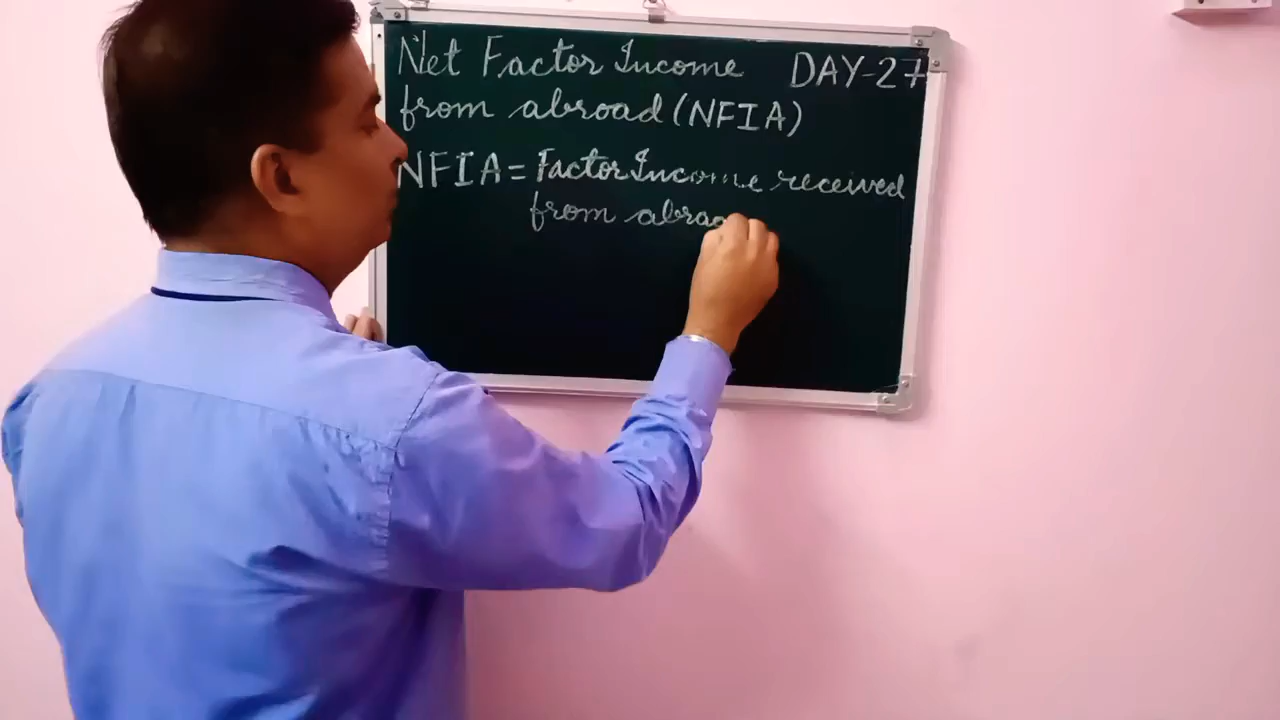 Net Factor Income DAY-27
from abroad (NFIA)
NFIA = Factor Income received
from